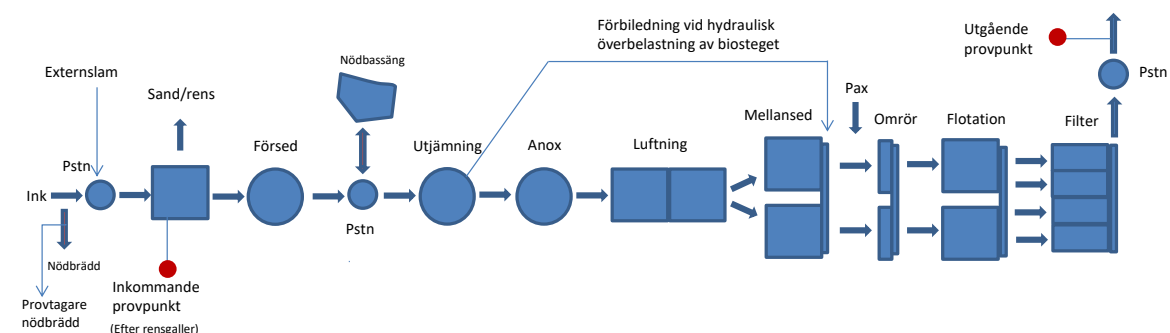 Förbiledning vid hydraulisk
överbelastning av biosteget
Utgående
provpunkt
Pstn
Externslam
Nödbassäng
Sand/rens
Pax
Mellansed
Omrör
Flotation
Filter
Försed
Utjämning
Anox
Luftning
Pstn
Ink
Pstn
Nödbrädd
Provtagare
nödbrädd
Inkommande
provpunkt
(Efter rensgaller)